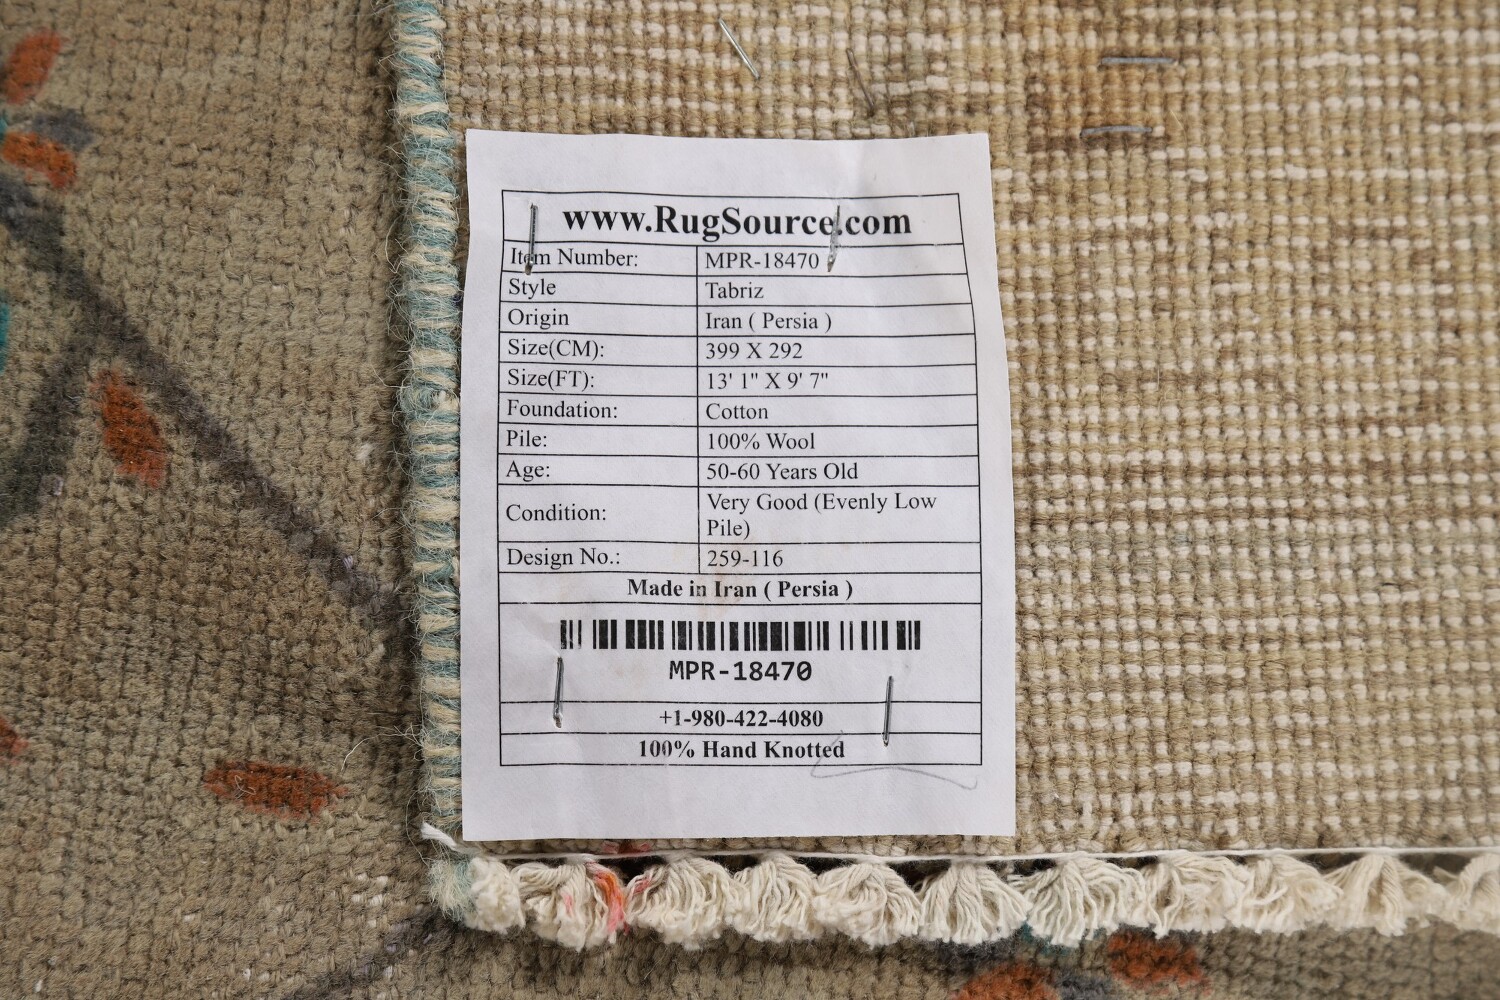 www.RugSource.com
Item Number: MPR-18470
Style Tabriz
Origin Iran ( Persia )
Size(CM): 399 X 292
Size(FT): 13' 1" X 9' 7"
Foundation: Cotton
Pile: 100% Wool
Age: 50-60 Years Old
Condition: Very Good (Evenly Low
Pile)
Design No.: 259-116
Made in Iran ( Persia )
MPR-18470
+1-980-422-4080
100% Hand Knotted